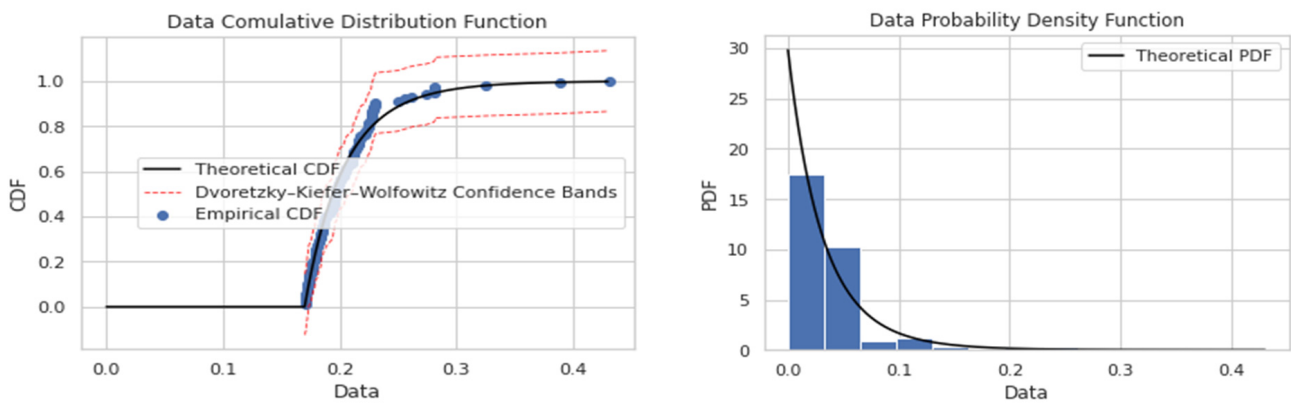 Data Comulative Distribution Function
CDF
1.0
0.8
0.6
0.4
0.2
0.0
Theoretical CDF
Dvoretzky–Kiefer–Wolfowitz Confidence Bands
Empirical CDF
0.0 0.1 0.2 0.3 0.4
Data
Data Probability Density Function
PDF
30
25
20
15
10
5
0
Theoretical PDF
0.0 0.1 0.2 0.3 0.4
Data